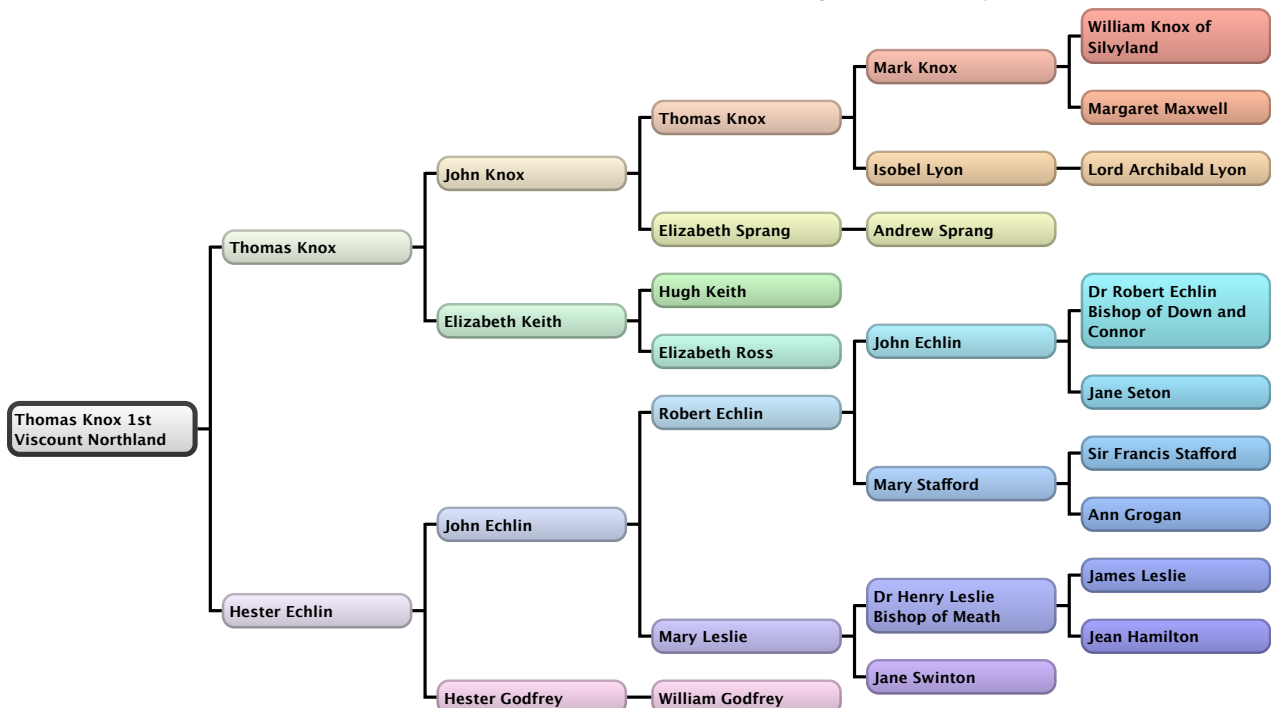 William Knox of
Silvyland
Mark Knox
Margaret Maxwell
Thomas Knox
John Knox
Isobel Lyon
Lord Archibald Lyon
Elizabeth Sprang
Andrew Sprang
Thomas Knox
Hugh Keith
Dr Robert Echlin
Bishop of Down and
Connor
Elizabeth Keith
John Echlin
Elizabeth Ross
Jane Seton
Thomas Knox 1st
Viscount Northland
Robert Echlin
Sir Francis Stafford
Mary Stafford
Ann Grogan
John Echlin
James Leslie
Dr Henry Leslie
Bishop of Meath
Hester Echlin
Mary Leslie
Jean Hamilton
Jane Swinton
Hester Godfrey
William Godfrey